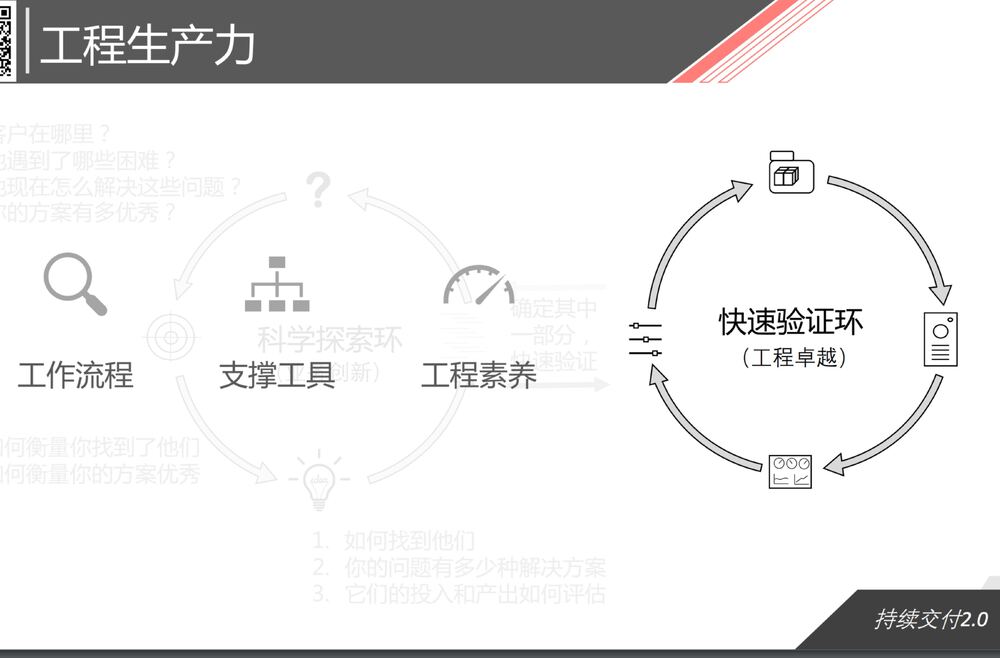 工程生产力
客户在哪里？
他遇到了哪些困难？
他现在怎么解决这些问题？
你的方案有多优秀？
工作流程
支撑工具
工程素养
科学探索环
创新）
确定其中
一部分，
快速验证
快速验证环
（工程卓越）
如何衡量你找到了他们
如何衡量你的方案优秀
idea
1. 如何找到他们
2. 你的问题有多少种解决方案
3. 它们的投入和产出如何评估
持续交付2.0